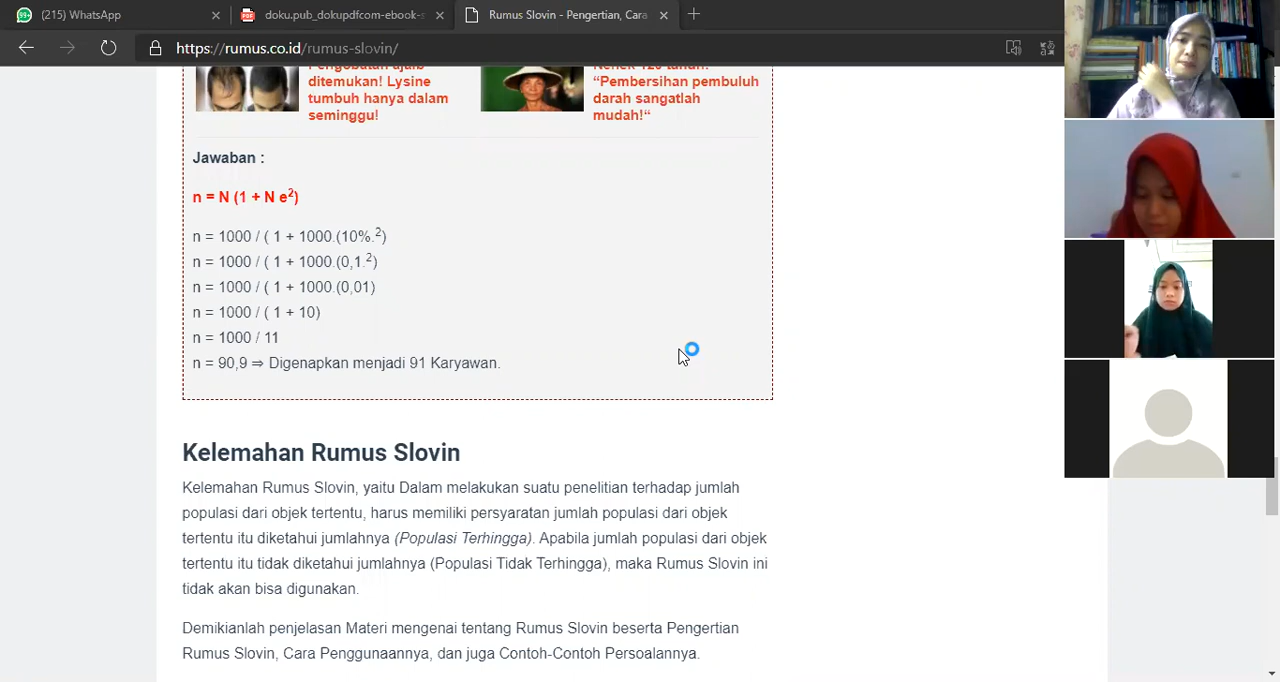 (215) WhatsApp
doku.pub_dokupdfcom-ebook-s
Rumus Slovin - Pengertian, Cara
https://rumus.co.id/rumus-slovin/
Pengobatan ajaib
ditemukan! Lysine
tumbuh hanya dalam
seminggu!
Nenek 120 tahun:
“Pembersihan pembuluh
darah sangatlah
mudah!“
Jawaban :
n = N (1 + N e²)
n = 1000 / ( 1 + 1000.(10%.²)
n = 1000 / ( 1 + 1000.(0,1.²)
n = 1000 / ( 1 + 1000.(0,01)
n = 1000 / ( 1 + 10)
n = 1000 / 11
n = 90,9 ⇒ Digenapkan menjadi 91 Karyawan.
Kelemahan Rumus Slovin
Kelemahan Rumus Slovin, yaitu Dalam melakukan suatu penelitian terhadap jumlah
populasi dari objek tertentu, harus memiliki persyaratan jumlah populasi dari objek
tertentu itu diketahui jumlahnya (Populasi Terhingga). Apabila jumlah populasi dari objek
tertentu itu tidak diketahui jumlahnya (Populasi Tidak Terhingga), maka Rumus Slovin ini
tidak akan bisa digunakan.
Demikianlah penjelasan Materi mengenai tentang Rumus Slovin beserta Pengertian
Rumus Slovin, Cara Penggunaannya, dan juga Contoh-Contoh Persoalannya.